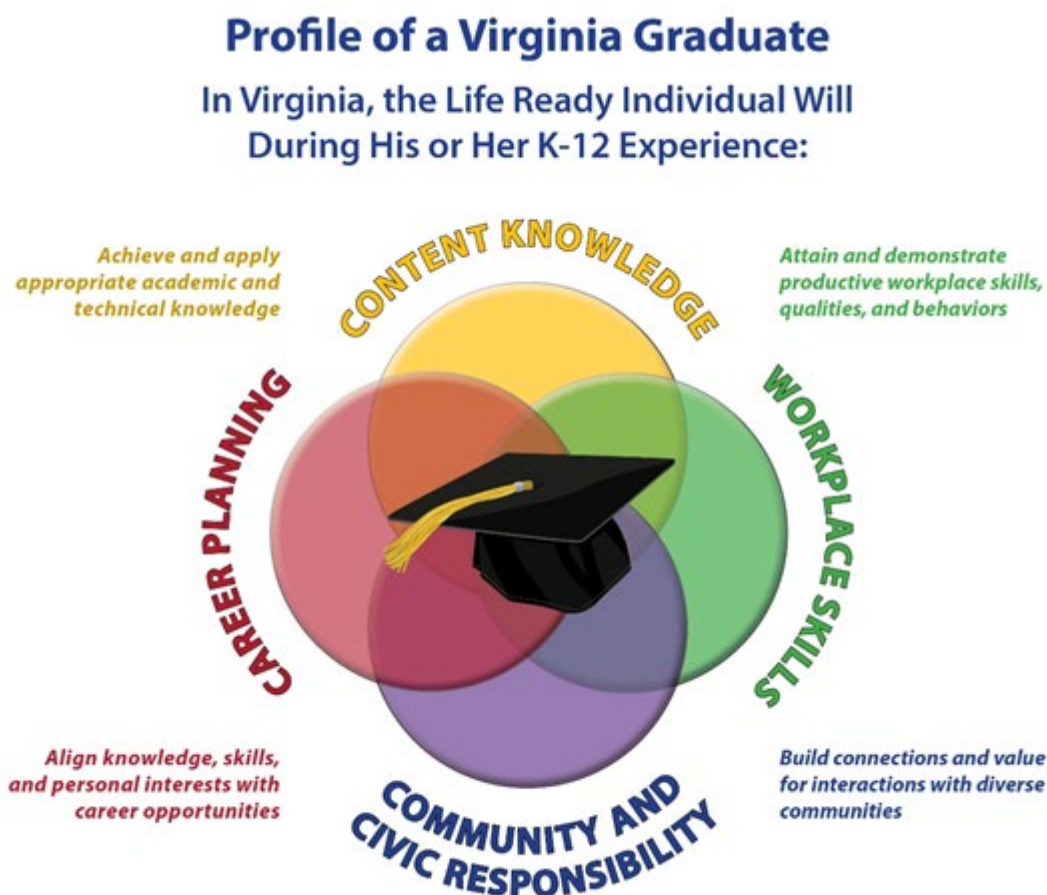 Profile of a Virginia Graduate
In Virginia, the Life Ready Individual Will
During His or Her K-12 Experience:
Achieve and apply
appropriate academic and
technical knowledge
CONTENT KNOWLEDGE
Attain and demonstrate
productive workplace skills,
qualities, and behaviors
CAREER PLANNING
WORKPLACE SKILLS
Align knowledge, skills,
and personal interests with
career opportunities
COMMUNITY AND
CIVIC RESPONSIBILITY
Build connections and value
for interactions with diverse
communities